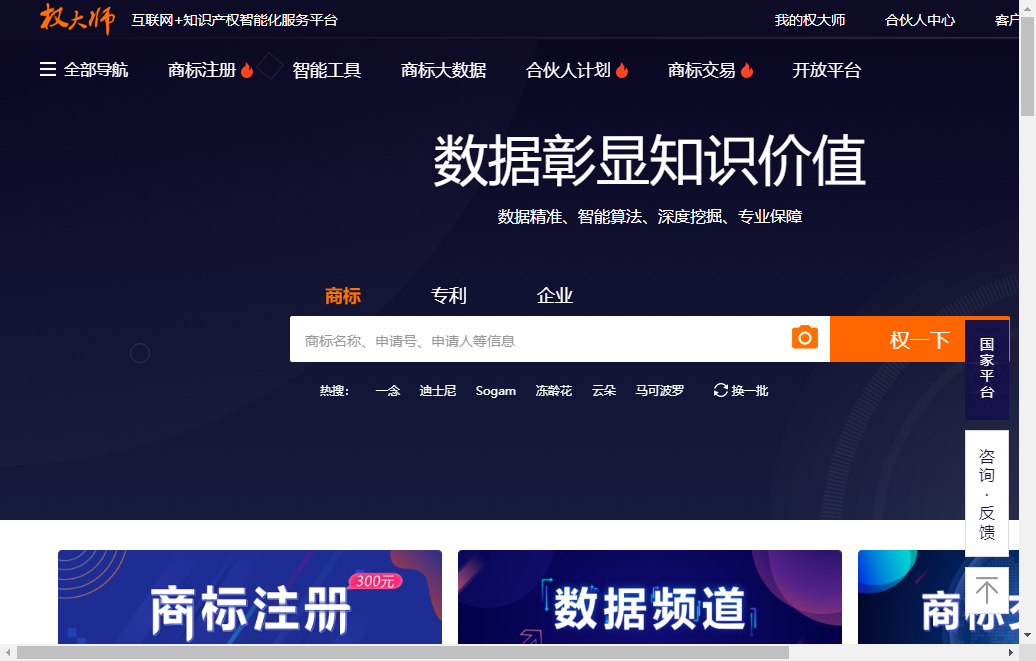 权大师 互联网+知识产权智能化服务平台 我的权大师 合伙人中心 客户
全部导航 商标注册 智能工具 商标大数据 合伙人计划 商标交易 开放平台
数据彰显知识价值
数据精准、智能算法、深度挖掘、专业保障
商标 专利 企业
商标名称、申请号、申请人等信息 权一下
国家平台
热搜： 一念 迪士尼 Sogam 冻龄花 云朵 马可波罗 换一批
咨询·反馈
商标注册 300元 数据频道 商标交